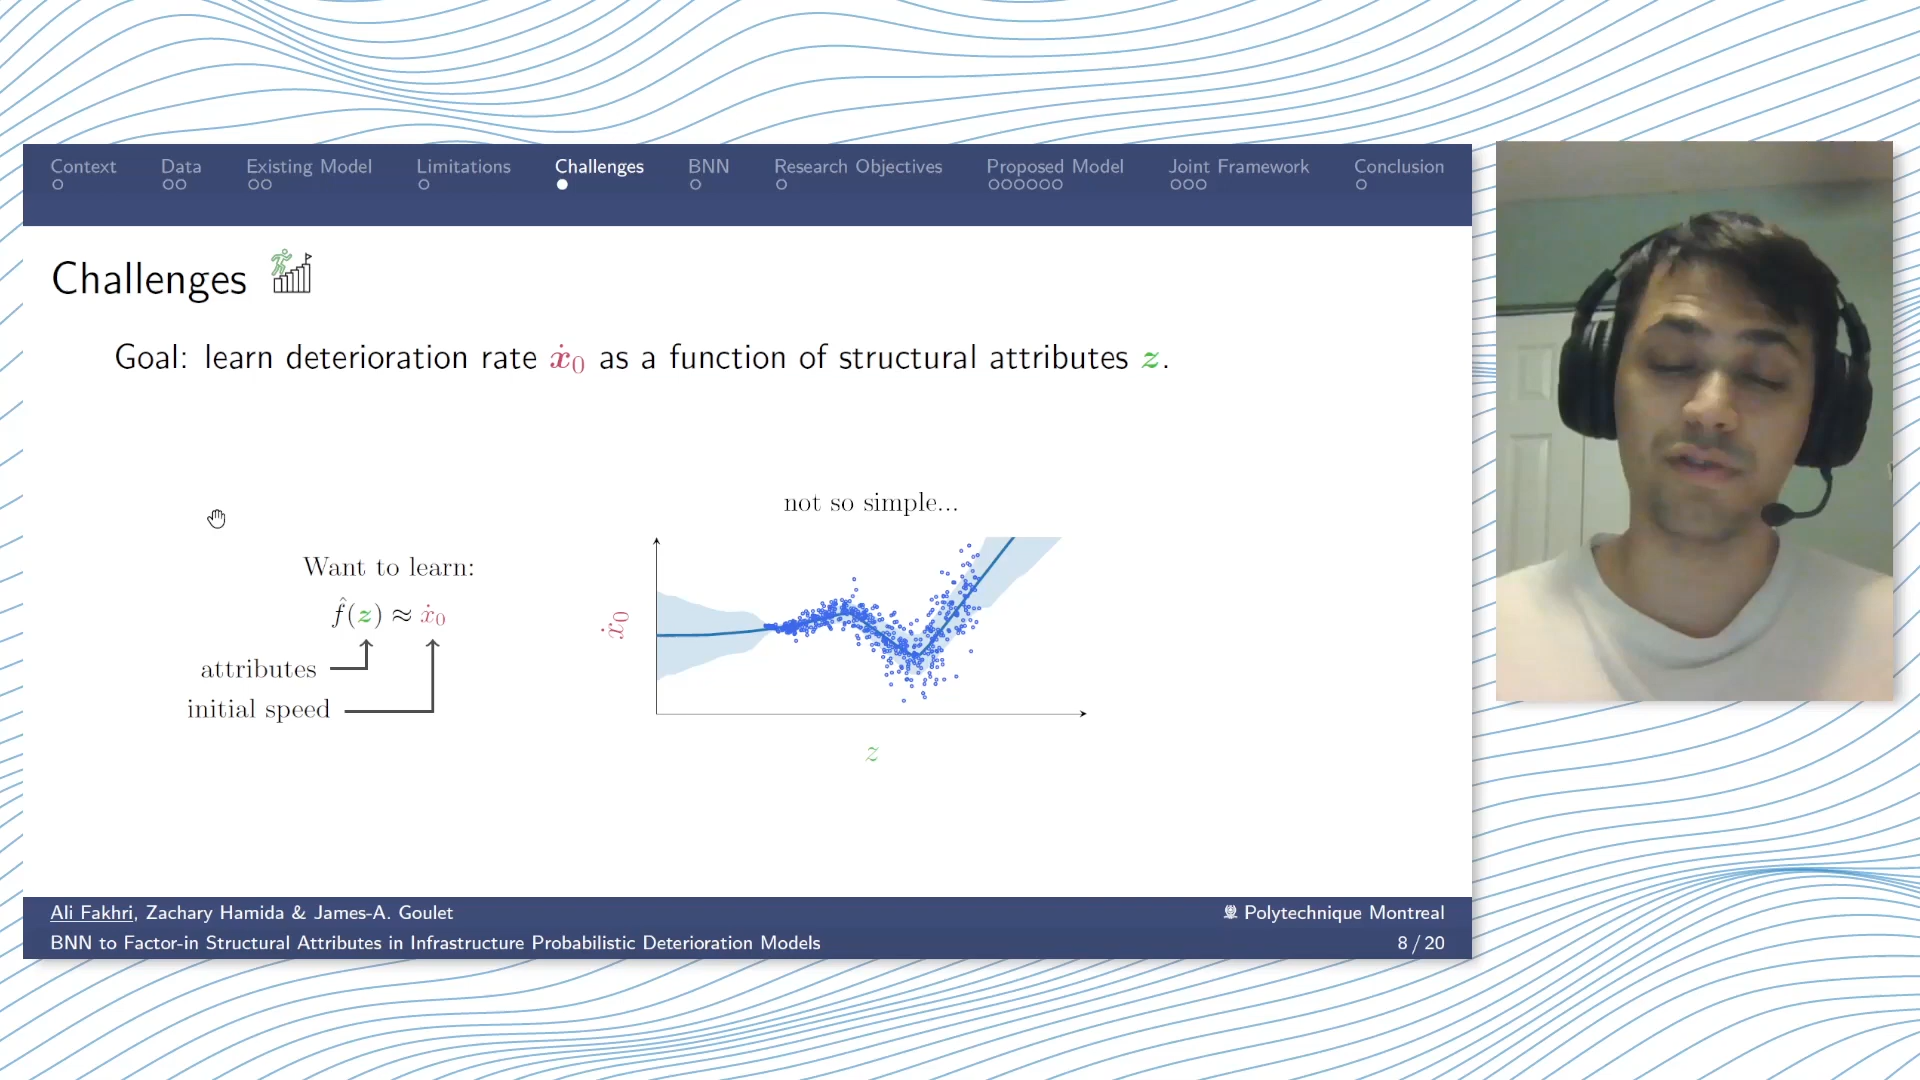 Context Data Existing Model Limitations Challenges BNN Research Objectives Proposed Model Joint Framework Conclusion
Challenges
Goal: learn deterioration rate ẋ₀ as a function of structural attributes z.
not so simple...
Want to learn:
f̂(z) ≈ ẋ₀
attributes
initial speed
ẋ₀
z
Ali Fakhri, Zachary Hamida & James-A. Goulet
Polytechnique Montreal
BNN to Factor-in Structural Attributes in Infrastructure Probabilistic Deterioration Models
8 / 20